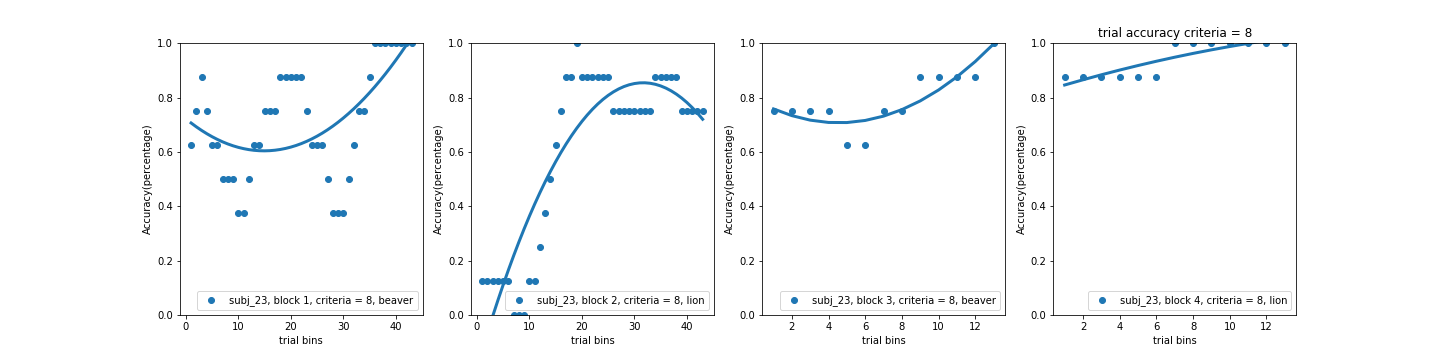 trial accuracy criteria = 8
1.0
0.8
0.6
0.4
0.2
0.0
Accuracy(percentage)
subj_23, block 1, criteria = 8, beaver
0 10 20 30 40
trial bins
1.0
0.8
0.6
0.4
0.2
0.0
Accuracy(percentage)
subj_23, block 2, criteria = 8, lion
0 10 20 30 40
trial bins
1.0
0.8
0.6
0.4
0.2
0.0
Accuracy(percentage)
subj_23, block 3, criteria = 8, beaver
2 4 6 8 10 12
trial bins
1.0
0.8
0.6
0.4
0.2
0.0
Accuracy(percentage)
subj_23, block 4, criteria = 8, lion
2 4 6 8 10 12
trial bins